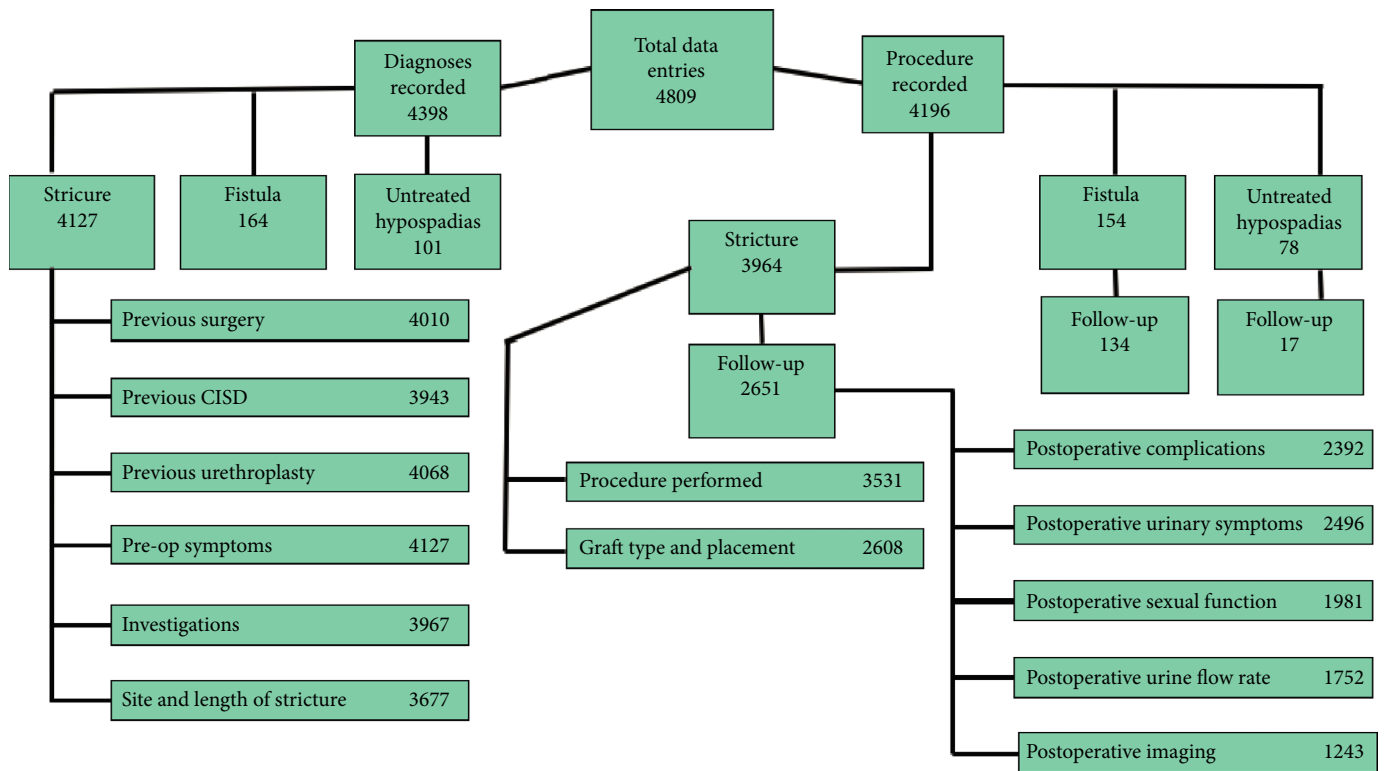 Total data
entries
4809
Diagnoses
recorded
4398
Procedure
recorded
4196
Stricure
4127
Fistula
164
Untreated
hypospadias
101
Previous surgery 4010
Previous CISD 3943
Previous urethroplasty 4068
Pre-op symptoms 4127
Investigations 3967
Site and length of stricture 3677
Stricture
3964
Follow-up
2651
Procedure performed 3531
Graft type and placement 2608
Fistula
154
Follow-up
134
Untreated
hypospadias
78
Follow-up
17
Postoperative complications 2392
Postoperative urinary symptoms 2496
Postoperative sexual function 1981
Postoperative urine flow rate 1752
Postoperative imaging 1243